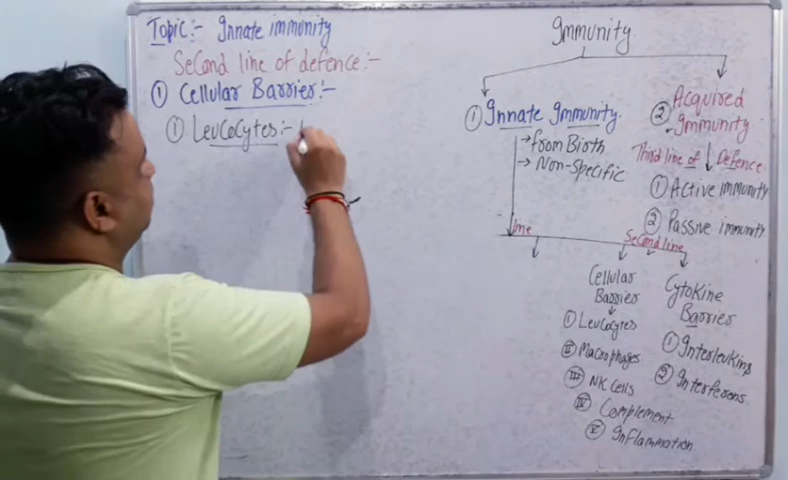 Topic:- Innate immunity
Second line of defence:-
① Cellular Barrier:-
① Leucocytes:-
Immunity
① Innate Immunity
→ from Birth
→ Non-Specific
line
Second line
Cellular
Barrier
① Leucocytes
② Macrophages
③ NK Cells
④ Complement
⑤ Inflammation
Cytokine
Barrier
① Interleukins
② Interferons
② Acquired
Immunity
Third line of Defence
① Active immunity
② Passive immunity